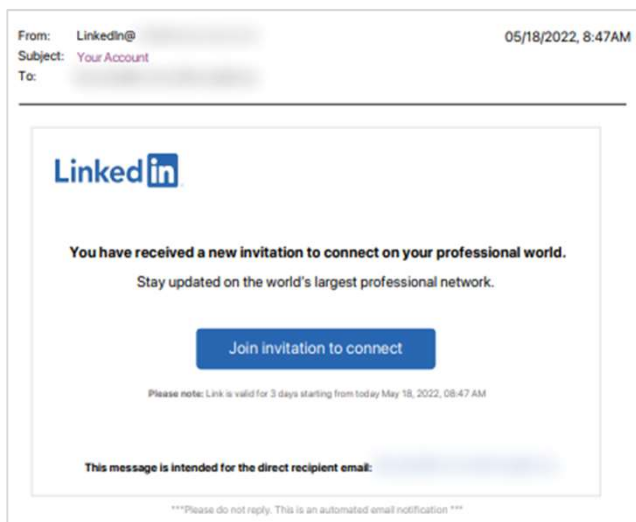 From: LinkedIn@
05/18/2022, 8:47AM
Subject: Your Account
To:
Linked in
You have received a new invitation to connect on your professional world.
Stay updated on the world's largest professional network.
Join invitation to connect
Please note: Link is valid for 3 days starting from today May 18, 2022, 08:47 AM
This message is intended for the direct recipient email:
***Please do not reply. This is an automated email notification ***